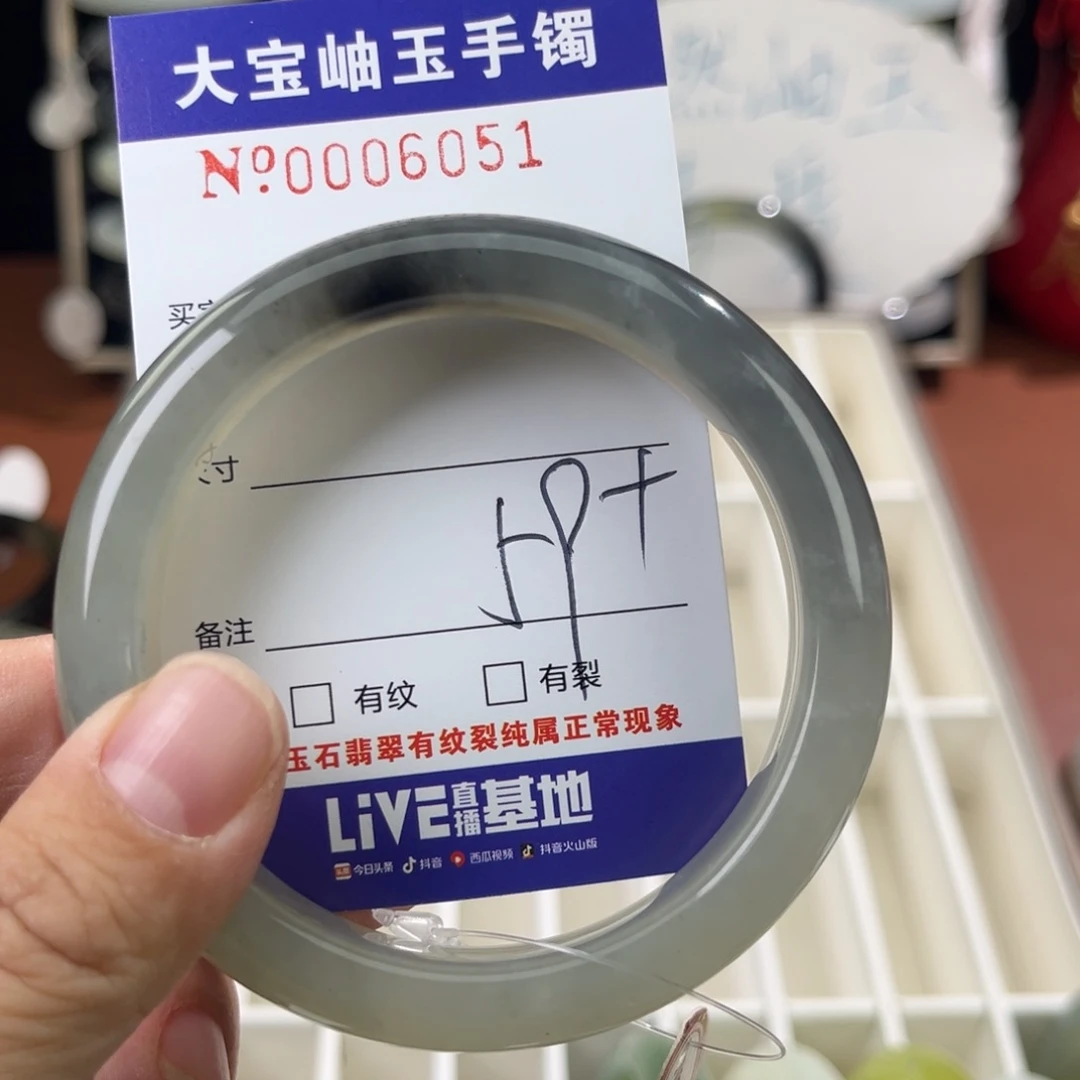 大宝岫玉手镯
№0006051
买
寸
59+
备注
□ 有纹 □ 有裂
玉石翡翠有纹裂纯属正常现象
LiVE直播基地
头条 今日头条 抖音 西瓜视频 抖音火山版